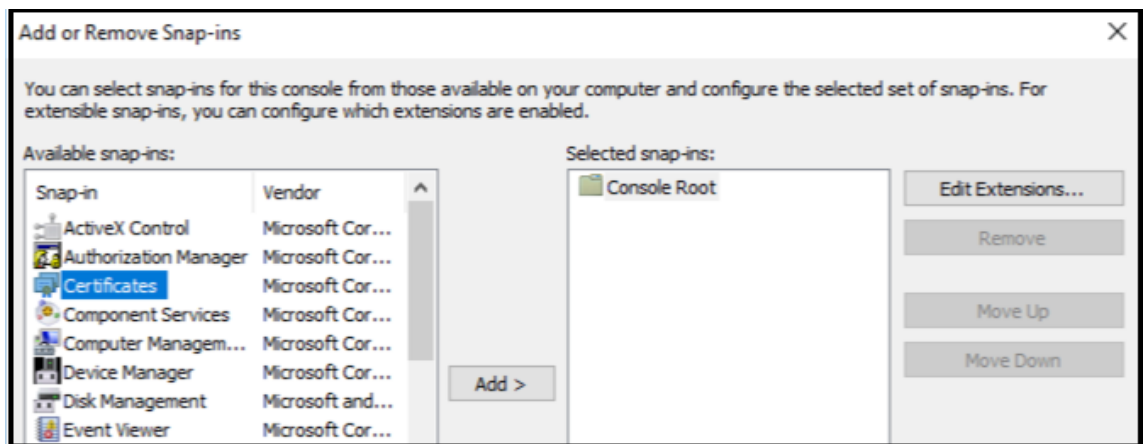 Add or Remove Snap-ins
You can select snap-ins for this console from those available on your computer and configure the selected set of snap-ins. For
extensible snap-ins, you can configure which extensions are enabled.
Available snap-ins:
Selected snap-ins:
Snap-in Vendor
ActiveX Control Microsoft Cor...
Authorization Manager Microsoft Cor...
Certificates Microsoft Cor...
Component Services Microsoft Cor...
Computer Managem... Microsoft Cor...
Device Manager Microsoft Cor...
Disk Management Microsoft and...
Event Viewer Microsoft Cor...
Add >
Console Root
Edit Extensions...
Remove
Move Up
Move Down